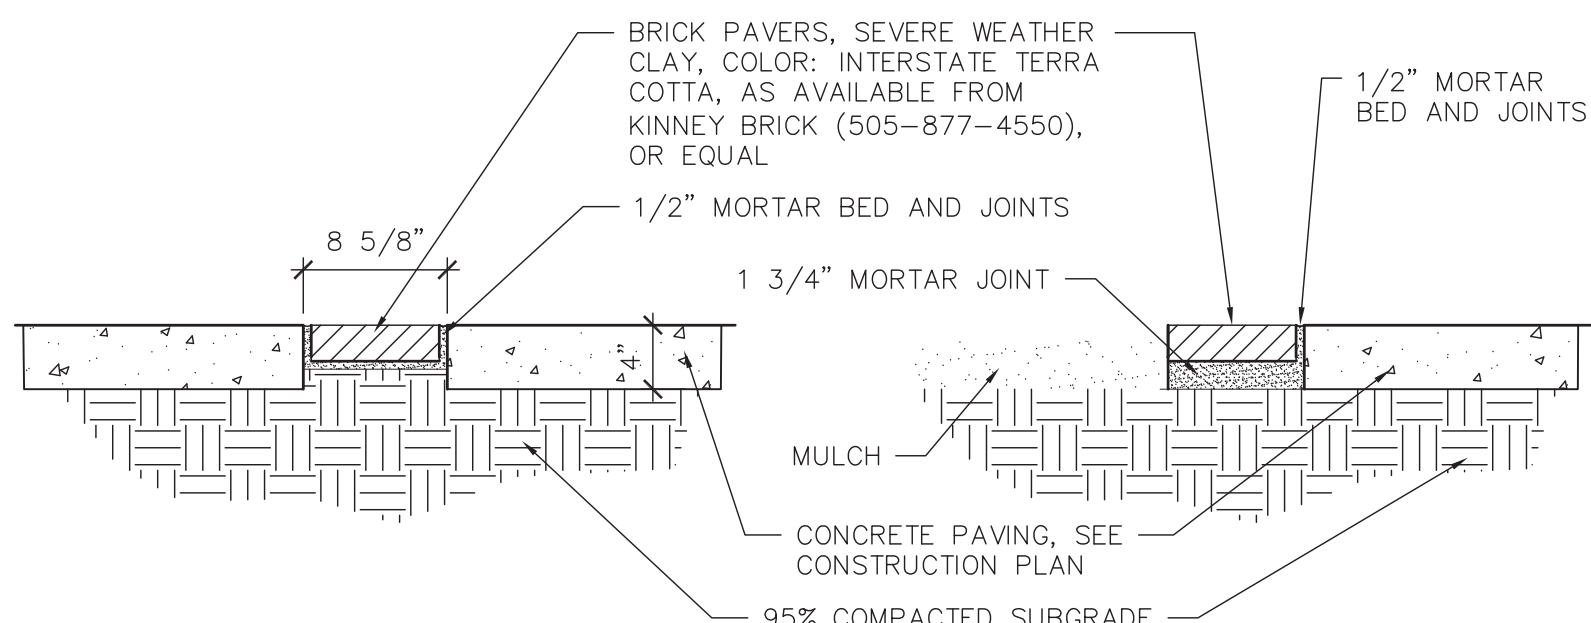 BRICK PAVERS, SEVERE WEATHER
CLAY, COLOR: INTERSTATE TERRA
COTTA, AS AVAILABLE FROM
KINNEY BRICK (505-877-4550),
OR EQUAL
1/2" MORTAR
BED AND JOINTS
1/2" MORTAR BED AND JOINTS
8 5/8"
1 3/4" MORTAR JOINT
4"
MULCH
CONCRETE PAVING, SEE
CONSTRUCTION PLAN
95% COMPACTED SUBGRADE